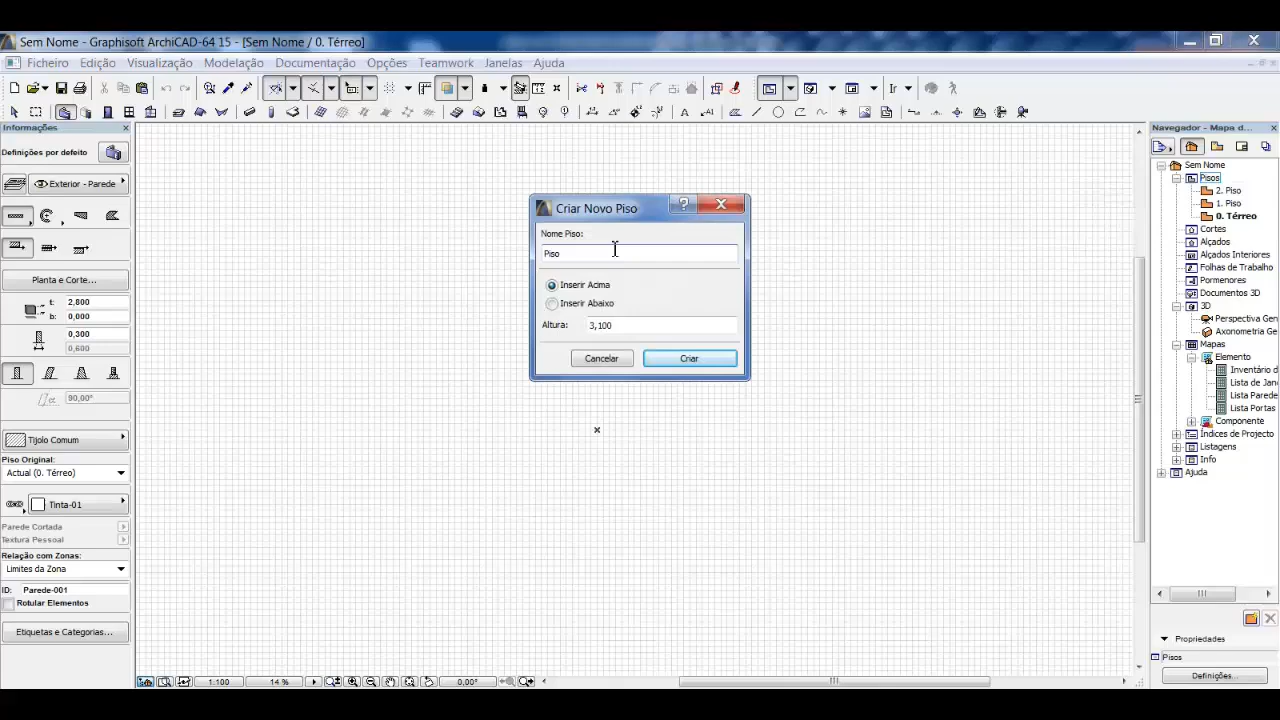 Sem Nome - Graphisoft ArchiCAD-64 15 - [Sem Nome / 0. Térreo]
Ficheiro Edição Visualização Modelação Documentação Opções Teamwork Janelas Ajuda
Informações
Definições por defeito
Exterior - Parede
Planta e Corte...
t: 2,800
b: 0,000
0,300
0,600
90,00°
Tijolo Comum
Piso Original:
Actual (0. Térreo)
Tinta-01
Parede Cortada
Textura Pessoal
Relação com Zonas:
Limites da Zona
ID: Parede-001
Rotular Elementos
Etiquetas e Categorias...
Criar Novo Piso
Nome Piso:
Piso
Inserir Acima
Inserir Abaixo
Altura: 3,100
Cancelar Criar
1:100 14 % 0,00°
Navegador - Mapa d...
Sem Nome
Pisos
2. Piso
1. Piso
0. Térreo
Cortes
Alçados
Alçados Interiores
Folhas de Trabalho
Pormenores
Documentos 3D
3D
Perspectiva Gen
Axonometria Gen
Mapas
Elemento
Inventário d
Lista de Jan
Lista Parede
Lista Portas
Componente
Índices de Projecto
Listagens
Info
Ajuda
Propriedades
Pisos
Definições...